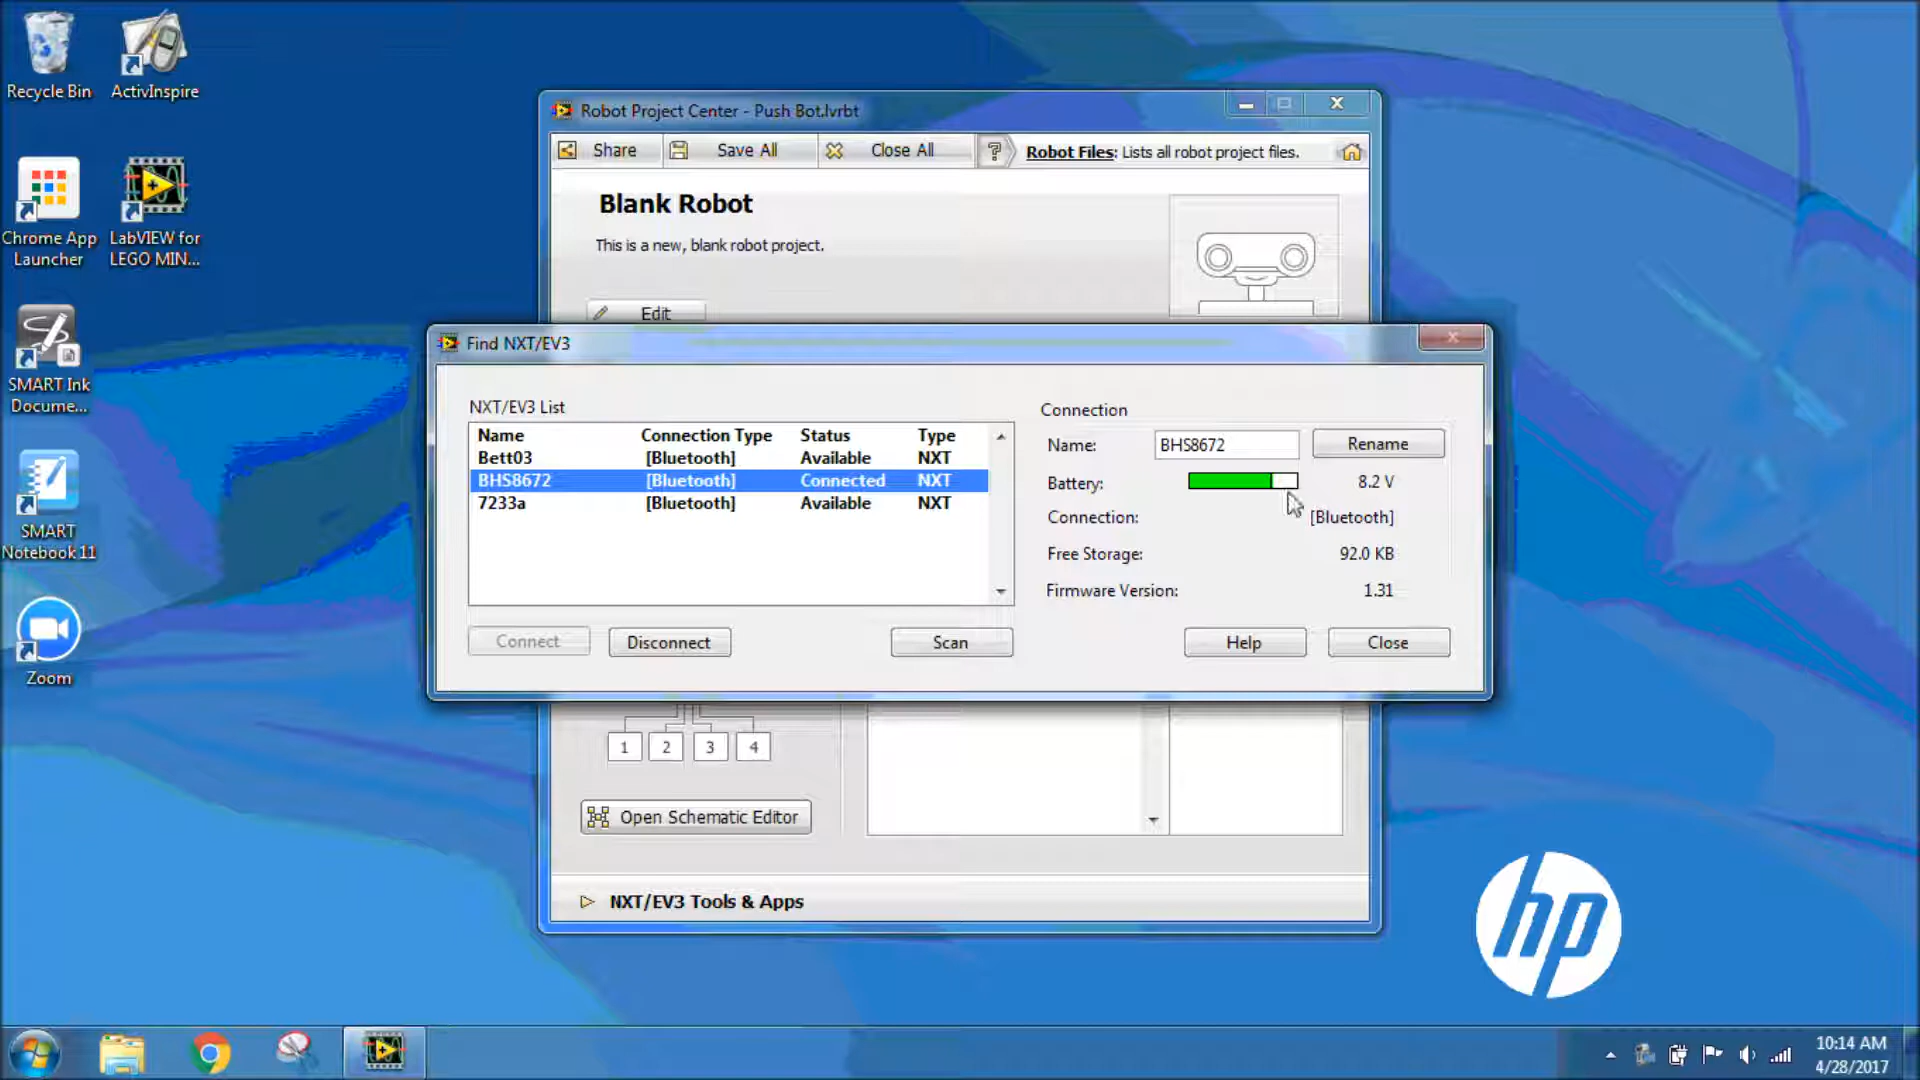 Recycle Bin
ActivInspire
Chrome App
Launcher
LabVIEW for
LEGO MIN...
SMART Ink
Docume...
SMART
Notebook 11
Zoom
Robot Project Center - Push Bot.lvrbt
Share
Save All
Close All
? Robot Files: Lists all robot project files.
Blank Robot
This is a new, blank robot project.
Edit
Find NXT/EV3
NXT/EV3 List
Name Connection Type Status Type
Bett03 [Bluetooth] Available NXT
BHS8672 [Bluetooth] Connected NXT
7233a [Bluetooth] Available NXT
Connect
Disconnect
Scan
Connection
Name: BHS8672 Rename
Battery: 8.2 V
Connection: [Bluetooth]
Free Storage: 92.0 KB
Firmware Version: 1.31
Help
Close
1 2 3 4
Open Schematic Editor
NXT/EV3 Tools & Apps
hp
10:14 AM
4/28/2017